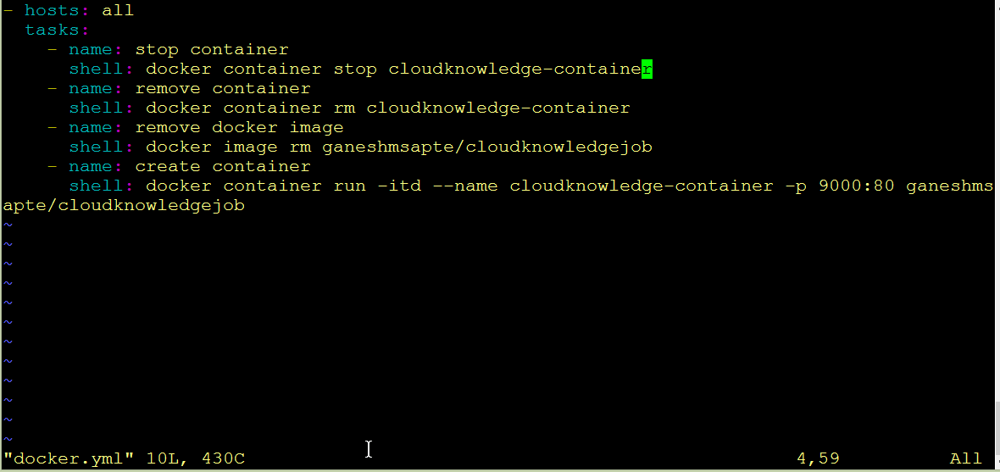 - hosts: all
  tasks:
    - name: stop container
      shell: docker container stop cloudknowledge-container
    - name: remove container
      shell: docker container rm cloudknowledge-container
    - name: remove docker image
      shell: docker image rm ganeshmsapte/cloudknowledgejob
    - name: create container
      shell: docker container run -itd --name cloudknowledge-container -p 9000:80 ganeshms
apte/cloudknowledgejob
~
~
~
~
~
~
~
~
~
~
~
~
"docker.yml" 10L, 430C 4,59 All